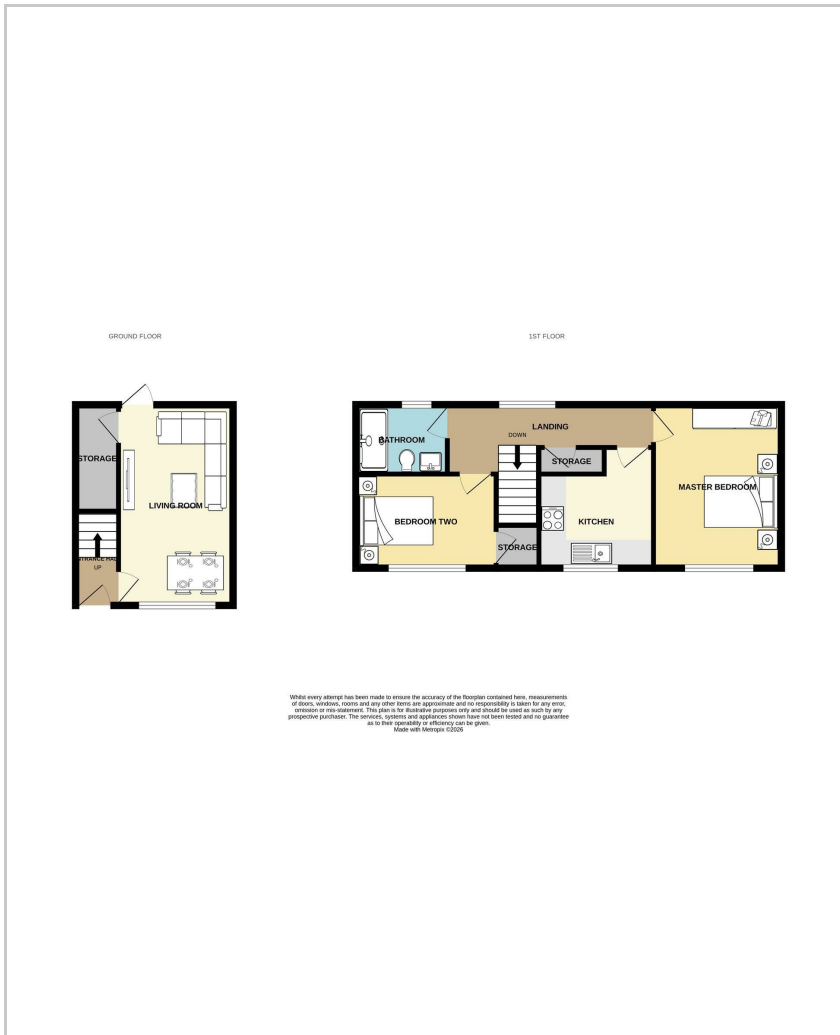 GROUND FLOOR
1ST FLOOR
STORAGE
LIVING ROOM
UP
BATHROOM
LANDING
DOWN
STORAGE
MASTER BEDROOM
BEDROOM TWO
KITCHEN
STORAGE
Whilst every attempt has been made to ensure the accuracy of the floorplan contained here, measurements
of doors, windows, rooms and any other items are approximate and no responsibility is taken for any error,
omission or mis-statement. This plan is for illustrative purposes only and should be used as such by any
prospective purchaser. The services, systems and appliances shown have not been tested and no guarantee
as to their operability or efficiency can be given.
Made with Metropix ©2026